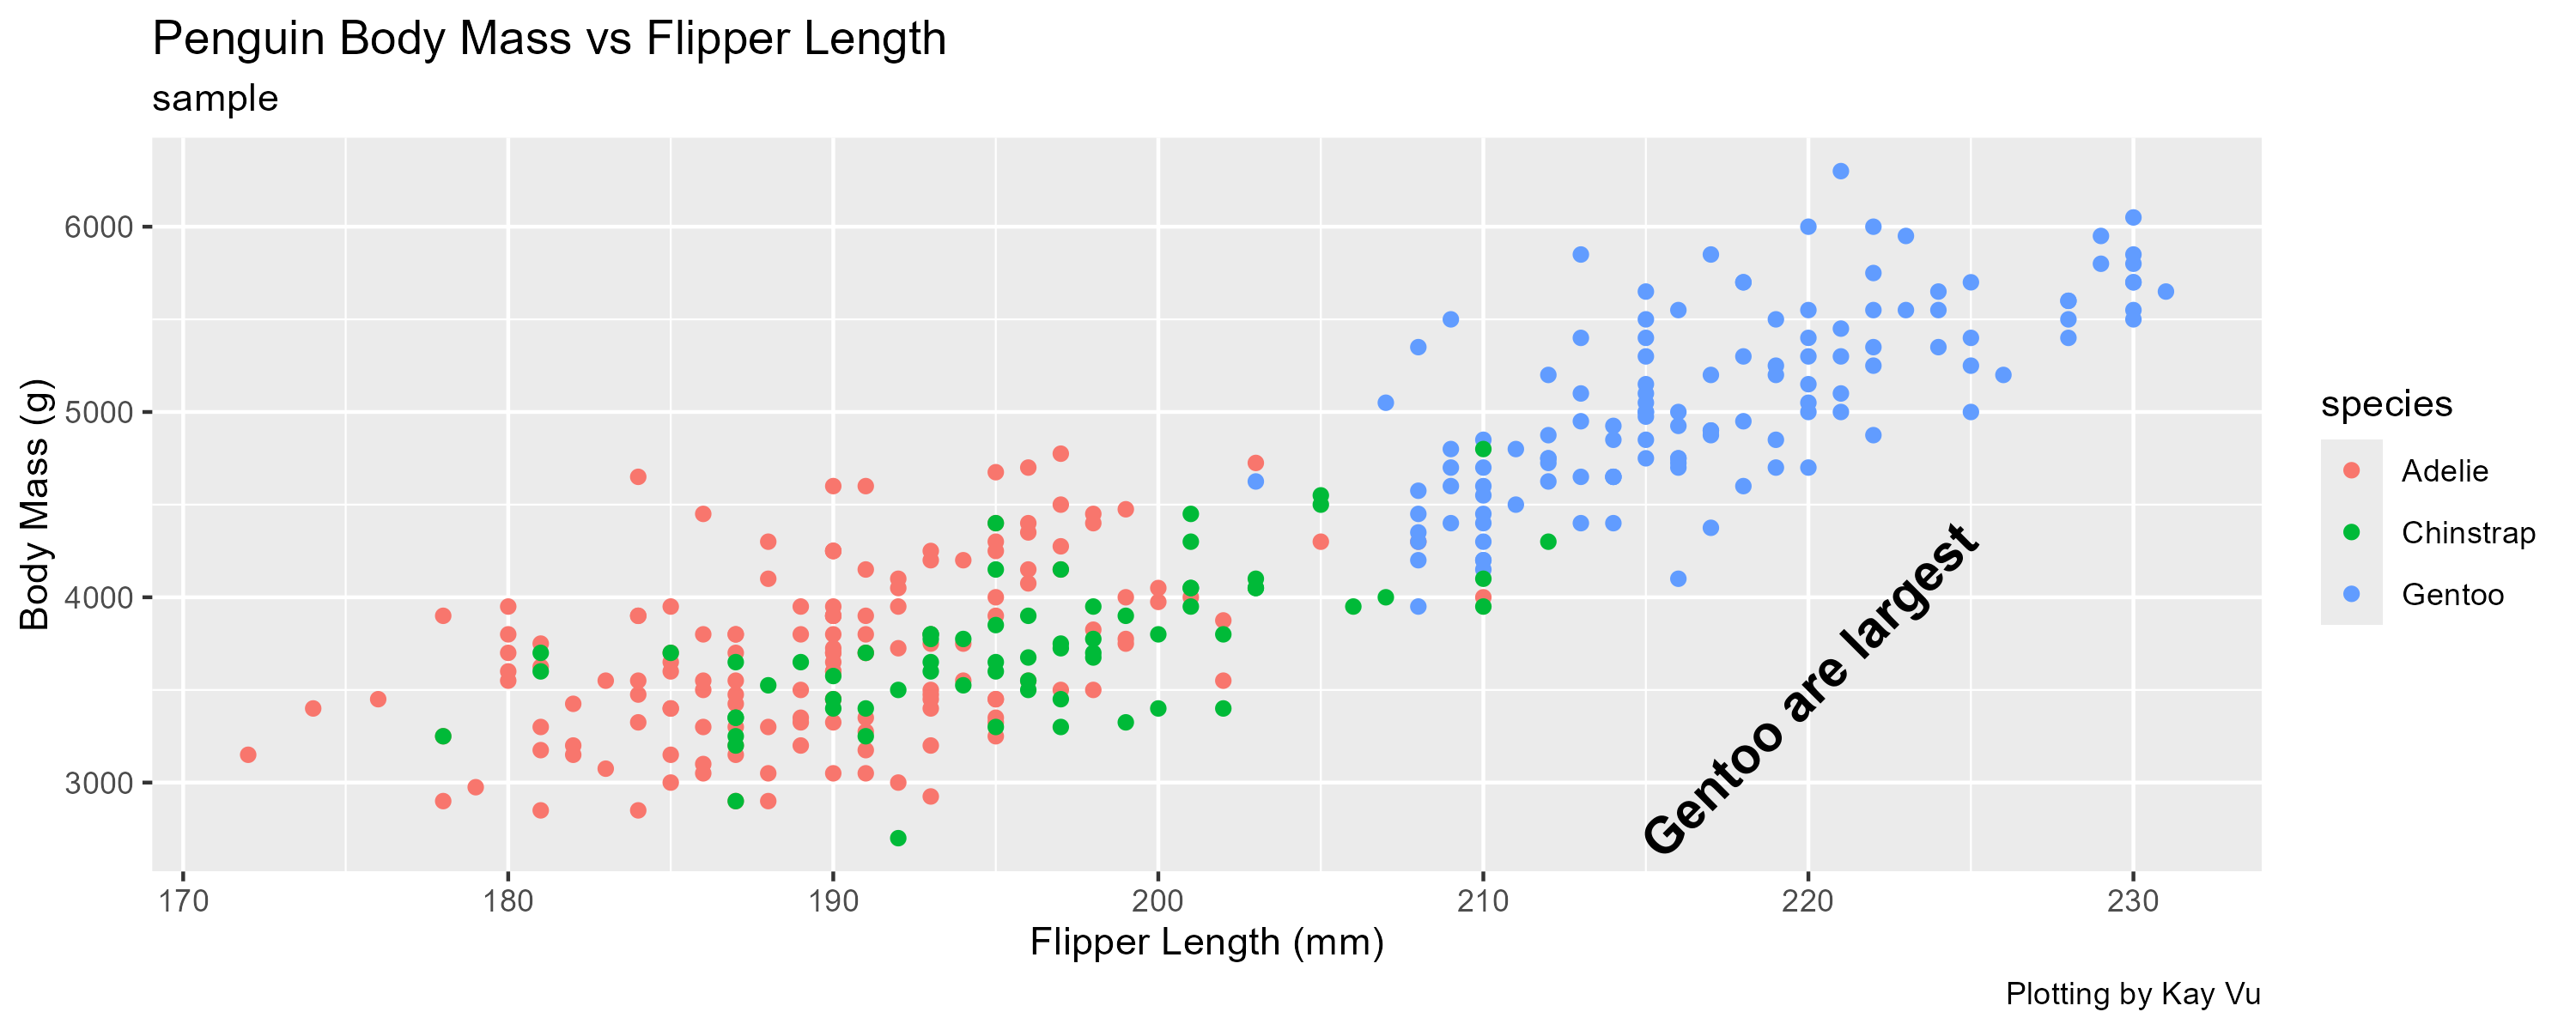 Penguin Body Mass vs Flipper Length
sample
6000
5000
4000
3000
Body Mass (g)
170 180 190 200 210 220 230
Flipper Length (mm)
Gentoo are largest
species
Adelie
Chinstrap
Gentoo
Plotting by Kay Vu